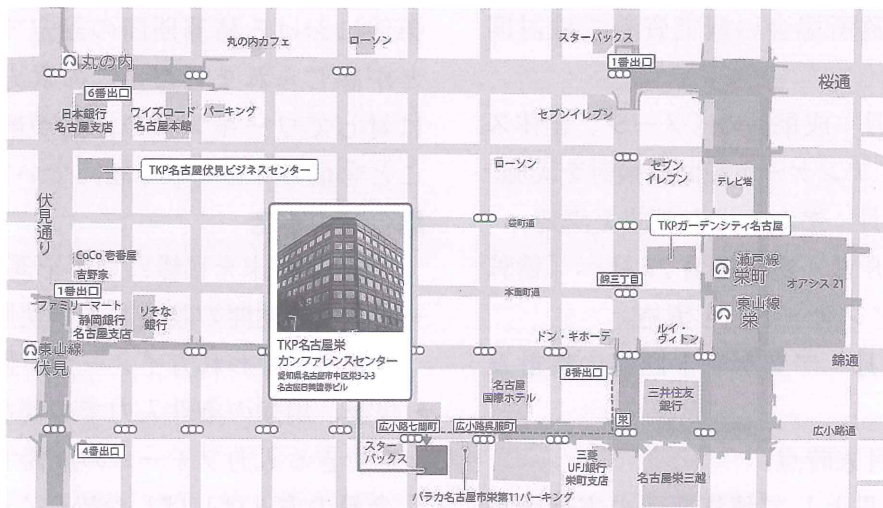 丸の内カフェ
ローソン
スターバックス
丸の内
1番出口
桜通
6番出口
日本銀行
名古屋支店
ワイズロード
名古屋本館
パーキング
セブンイレブン
TKP名古屋伏見ビジネスセンター
ローソン
セブン
イレブン
テレビ塔
伏見通り
袋町通
TKPガーデンシティ名古屋
CoCo壱番屋
吉野家
1番出口
ファミリーマート
静岡銀行
名古屋支店
りそな
銀行
瀬戸線
栄町
オアシス21
錦三丁目
本重町通
東山線
栄
TKP名古屋栄
カンファレンスセンター
愛知県名古屋市中区栄3-2-3
名古屋日興證券ビル
ドン・キホーテ
ルイ・
ヴィトン
東山線
伏見
錦通
8番出口
名古屋
国際ホテル
三井住友
銀行
広小路七間町
広小路呉服町
栄
広小路通
4番出口
スター
バックス
三菱
UFJ銀行
栄町支店
名古屋栄三越
パラカ名古屋市栄第11パーキング